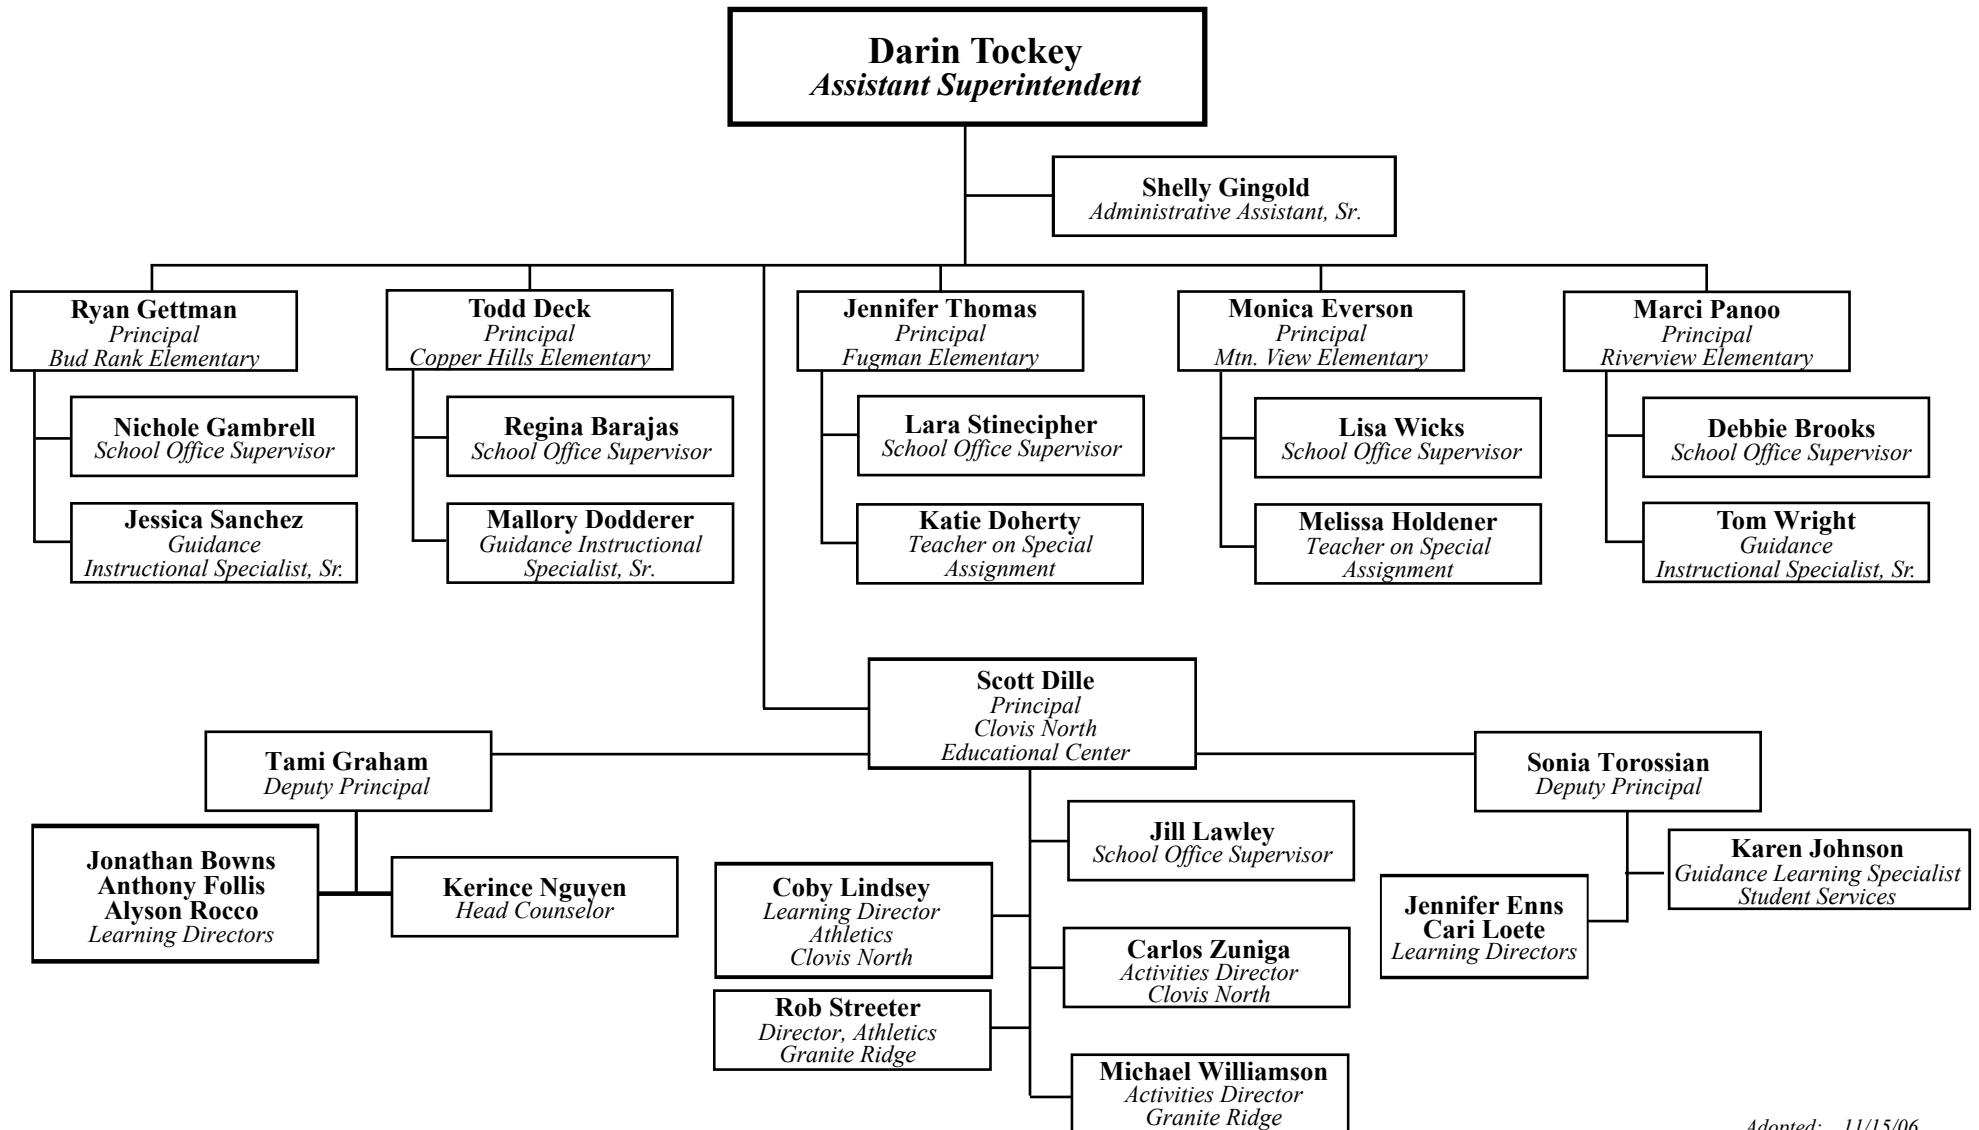 Darin Tockey
Assistant Superintendent
Shelly Gingold
Administrative Assistant, Sr.
Ryan Gettman
Principal
Bud Rank Elementary
Todd Deck
Principal
Copper Hills Elementary
Jennifer Thomas
Principal
Fugman Elementary
Monica Everson
Principal
Mtn. View Elementary
Marci Panoo
Principal
Riverview Elementary
Nichole Gambrell
School Office Supervisor
Regina Barajas
School Office Supervisor
Lara Stinecipher
School Office Supervisor
Lisa Wicks
School Office Supervisor
Debbie Brooks
School Office Supervisor
Jessica Sanchez
Guidance
Instructional Specialist, Sr.
Mallory Dodderer
Guidance Instructional
Specialist, Sr.
Katie Doherty
Teacher on Special
Assignment
Melissa Holdener
Teacher on Special
Assignment
Tom Wright
Guidance
Instructional Specialist, Sr.
Scott Dille
Principal
Clovis North
Educational Center
Tami Graham
Deputy Principal
Sonia Torossian
Deputy Principal
Jonathan Bowns
Anthony Follis
Alyson Rocco
Learning Directors
Kerince Nguyen
Head Counselor
Jill Lawley
School Office Supervisor
Coby Lindsey
Learning Director
Athletics
Clovis North
Carlos Zuniga
Activities Director
Clovis North
Rob Streeter
Director, Athletics
Granite Ridge
Michael Williamson
Activities Director
Granite Ridge
Karen Johnson
Guidance Learning Specialist
Student Services
Jennifer Enns
Cari Loete
Learning Directors
Adopted: 11/15/06